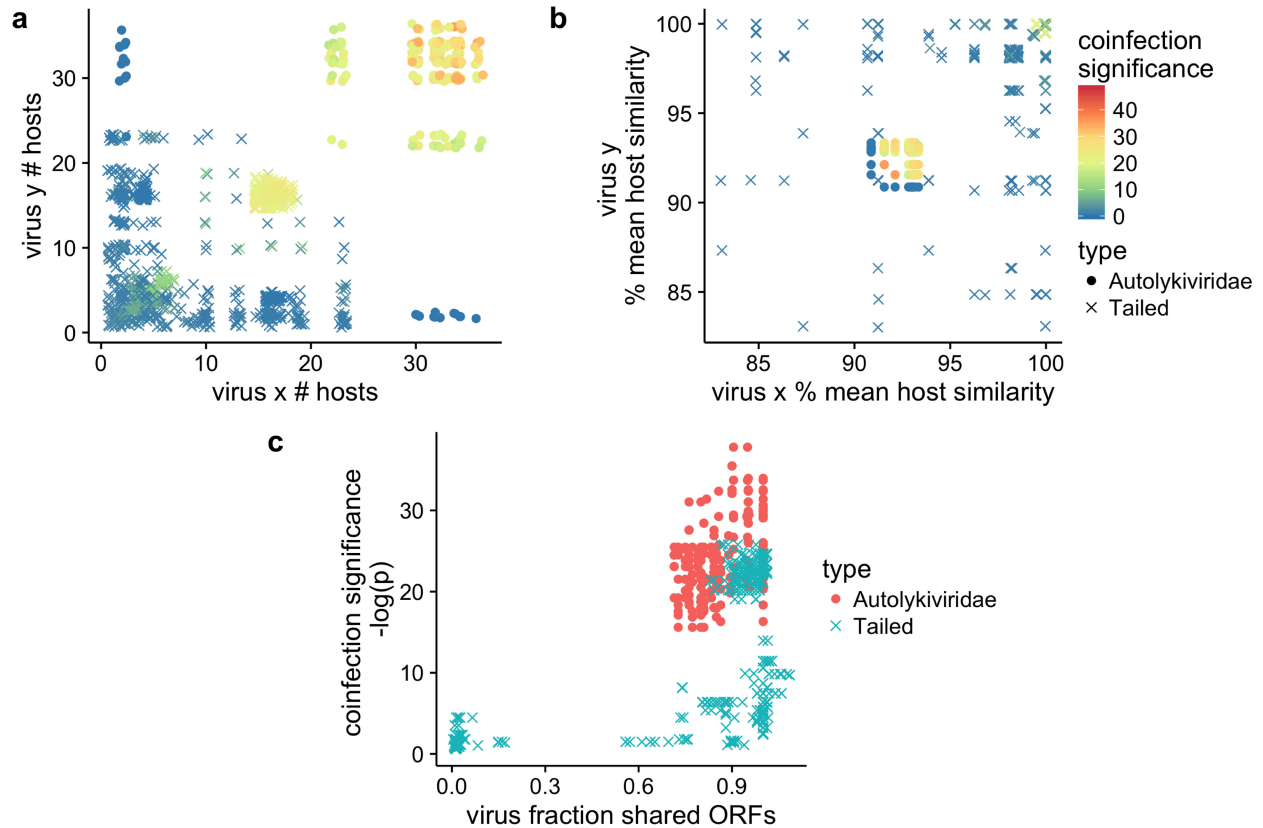 a
virus y # hosts
30
20
10
0
0 10 20 30
virus x # hosts
b
virus y
% mean host similarity
100
95
90
85
85 90 95 100
virus x % mean host similarity
coinfection
significance
40
30
20
10
0
type
Autolykiviridae
Tailed
c
coinfection significance
-log(p)
30
20
10
0
0.0 0.3 0.6 0.9
virus fraction shared ORFs
type
Autolykiviridae
Tailed